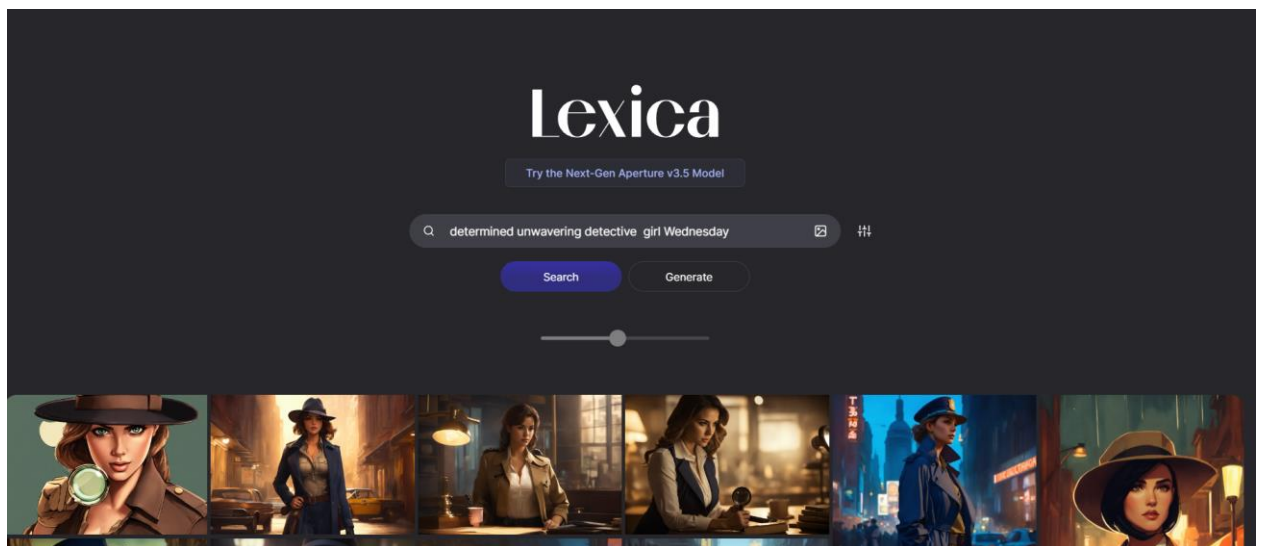 Lexica
Try the Next-Gen Aperture v3.5 Model
determined unwavering detective  girl Wednesday
Search
Generate